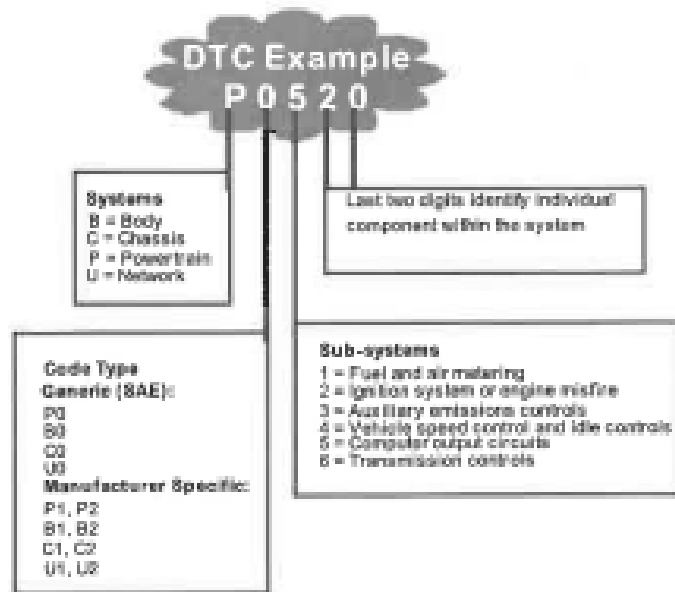 DTC Example
P 0 5 2 0
Systems
B = Body
C = Chassis
P = Powertrain
U = Network
Last two digits identify individual
component within the system
Code Type
Generic (SAE):
P0
B0
C0
U0
Manufacturer Specific:
P1, P2
B1, B2
C1, C2
U1, U2
Sub-systems
1 = Fuel and air metering
2 = Ignition system or engine misfire
3 = Auxiliary emissions controls
4 = Vehicle speed control and idle controls
5 = Computer output circuits
6 = Transmission controls